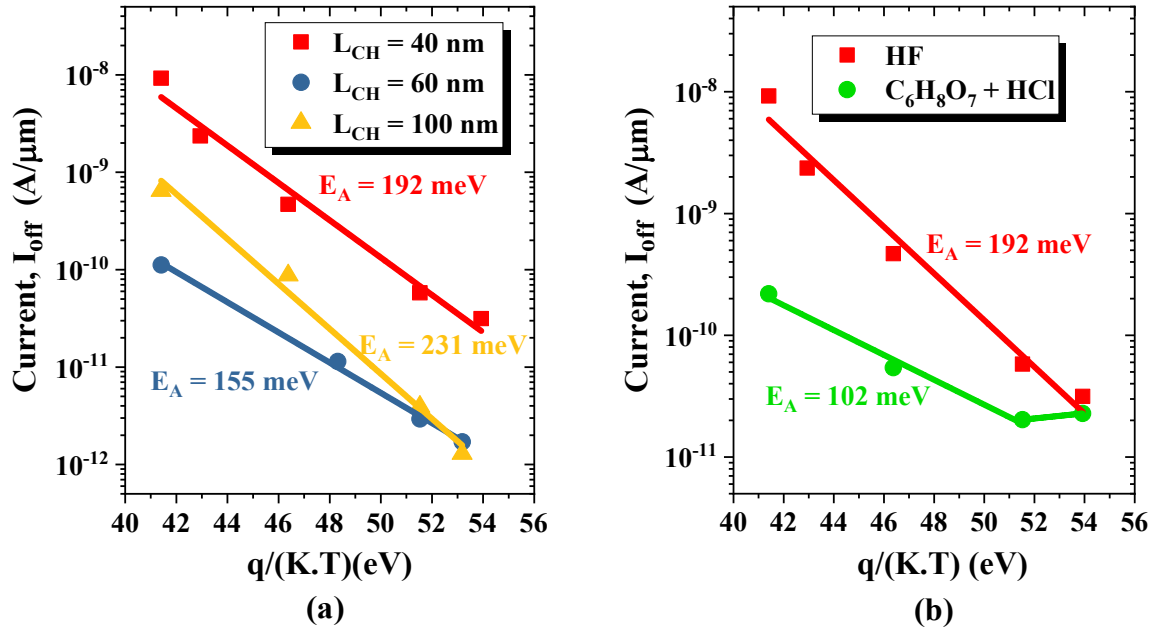 L_CH = 40 nm
L_CH = 60 nm
L_CH = 100 nm
E_A = 192 meV
E_A = 231 meV
E_A = 155 meV
Current, I_off (A/μm)
10⁻⁸
10⁻⁹
10⁻¹⁰
10⁻¹¹
10⁻¹²
40 42 44 46 48 50 52 54 56
q/(K.T)(eV)
(a)
HF
C₆H₈O₇ + HCl
E_A = 192 meV
E_A = 102 meV
Current, I_off (A/μm)
10⁻⁸
10⁻⁹
10⁻¹⁰
10⁻¹¹
40 42 44 46 48 50 52 54 56
q/(K.T) (eV)
(b)